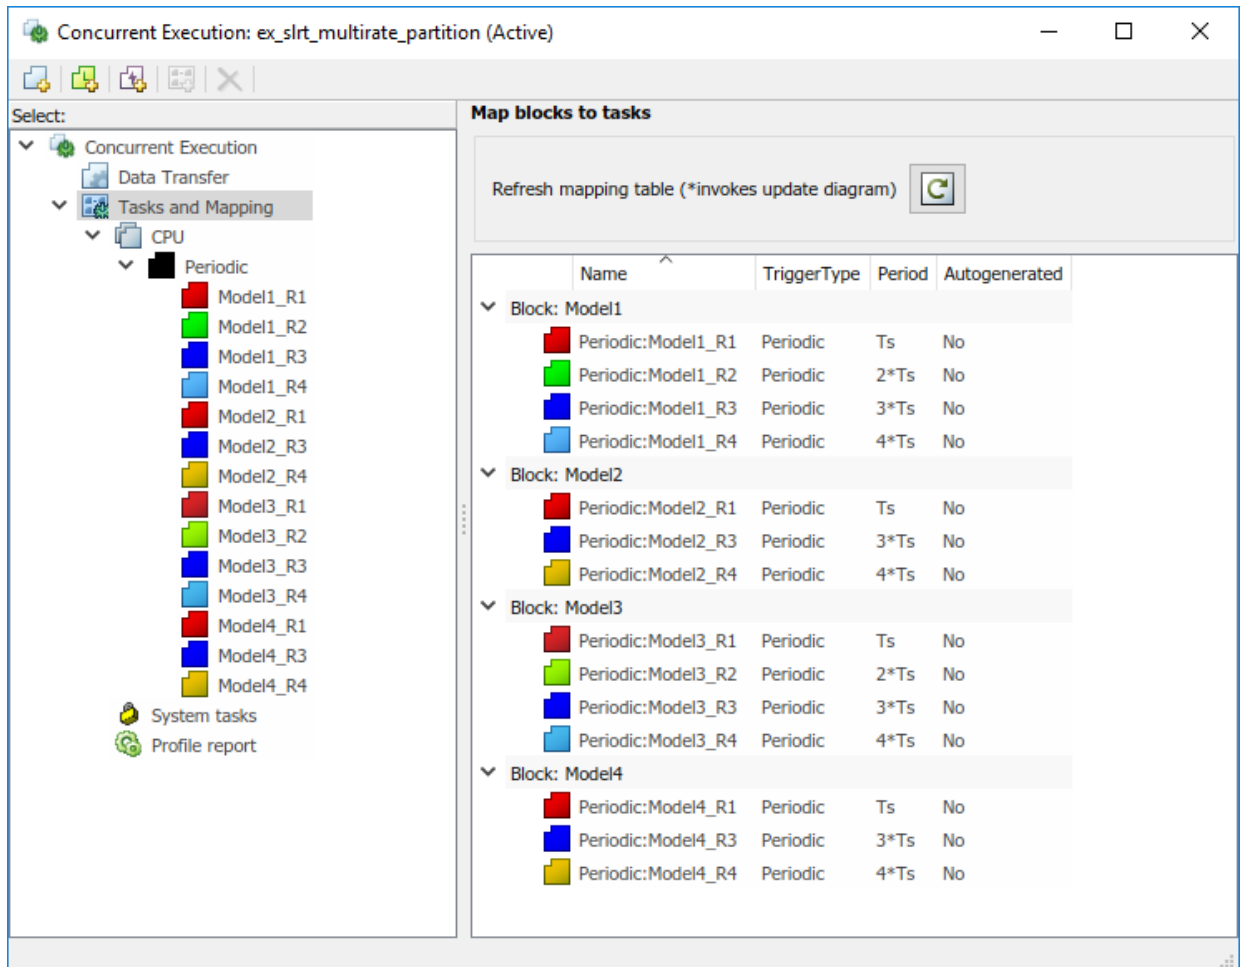 Concurrent Execution: ex_slrt_multirate_partition (Active)
Select:
Concurrent Execution
Data Transfer
Tasks and Mapping
CPU
Periodic
Model1_R1
Model1_R2
Model1_R3
Model1_R4
Model2_R1
Model2_R3
Model2_R4
Model3_R1
Model3_R2
Model3_R3
Model3_R4
Model4_R1
Model4_R3
Model4_R4
System tasks
Profile report
Map blocks to tasks
Refresh mapping table (*invokes update diagram)
Name TriggerType Period Autogenerated
Block: Model1
Periodic:Model1_R1 Periodic Ts No
Periodic:Model1_R2 Periodic 2*Ts No
Periodic:Model1_R3 Periodic 3*Ts No
Periodic:Model1_R4 Periodic 4*Ts No
Block: Model2
Periodic:Model2_R1 Periodic Ts No
Periodic:Model2_R3 Periodic 3*Ts No
Periodic:Model2_R4 Periodic 4*Ts No
Block: Model3
Periodic:Model3_R1 Periodic Ts No
Periodic:Model3_R2 Periodic 2*Ts No
Periodic:Model3_R3 Periodic 3*Ts No
Periodic:Model3_R4 Periodic 4*Ts No
Block: Model4
Periodic:Model4_R1 Periodic Ts No
Periodic:Model4_R3 Periodic 3*Ts No
Periodic:Model4_R4 Periodic 4*Ts No